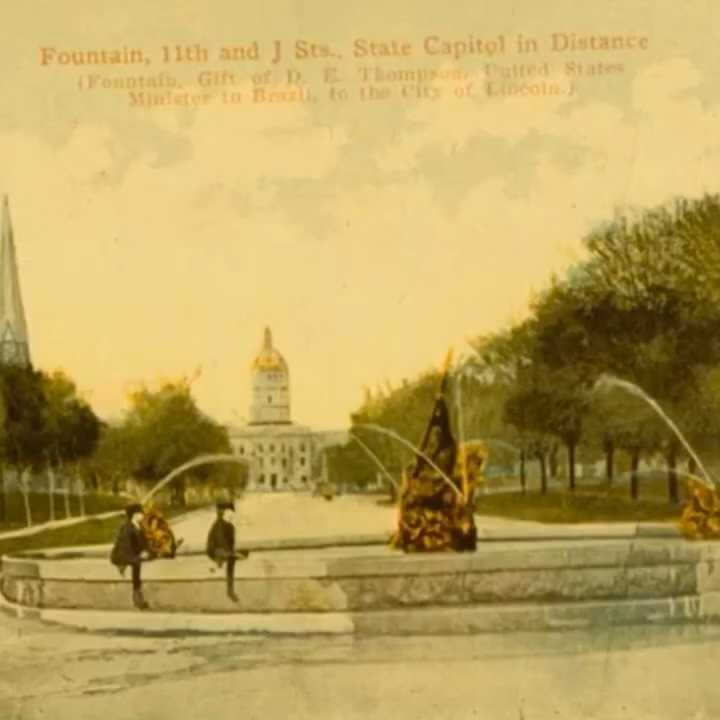 Fountain, 11th and J Sts., State Capitol in Distance
(Fountain, Gift of D. E. Thompson, United States
Minister to Brazil, to the City of Lincoln.)